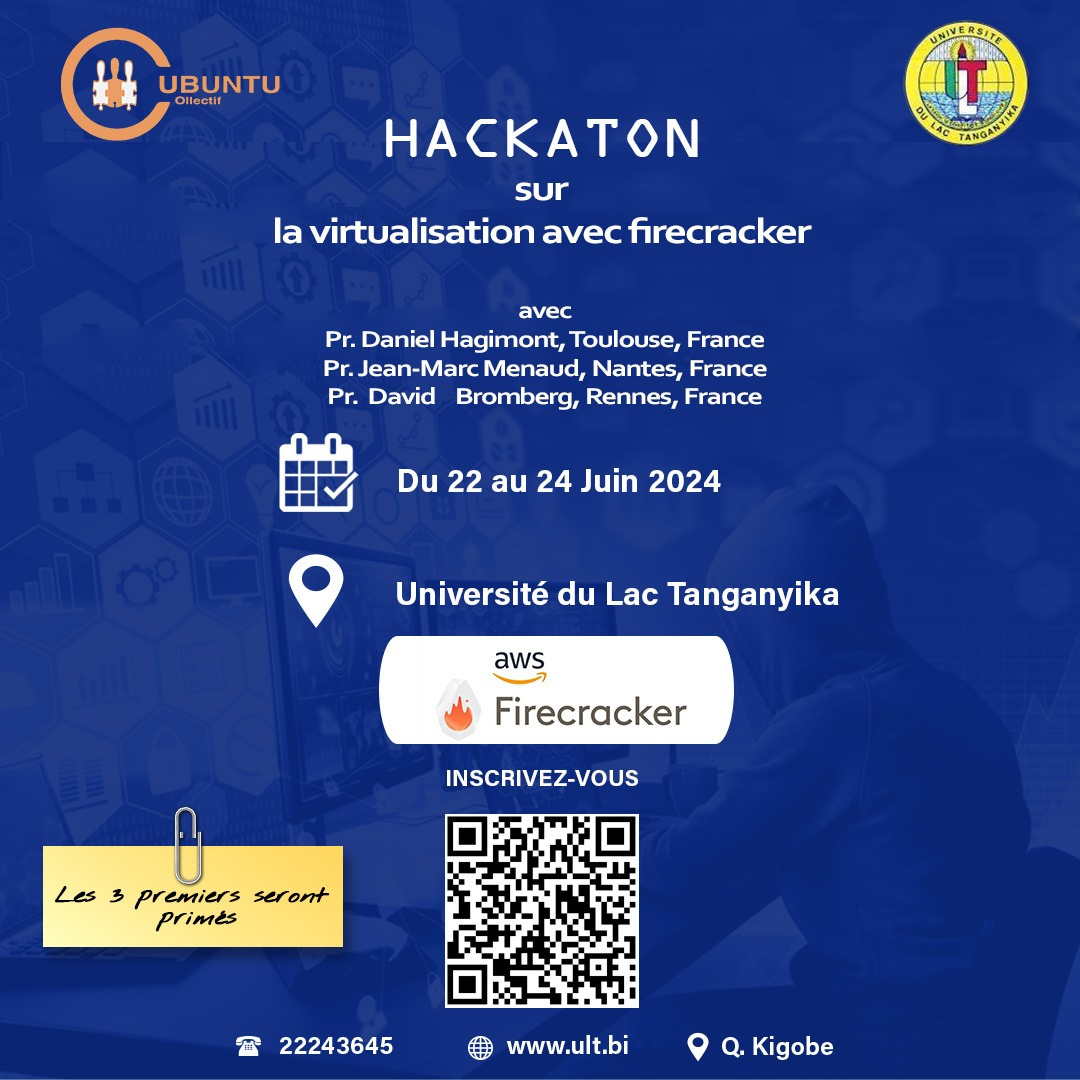 UBUNTU
Ollectif
UNIVERSITE
ULT
DU LAC TANGANYIKA
HACKATON
sur
la virtualisation avec firecracker
avec
Pr. Daniel Hagimont, Toulouse, France
Pr. Jean-Marc Menaud, Nantes, France
Pr. David Bromberg, Rennes, France
Du 22 au 24 Juin 2024
Université du Lac Tanganyika
aws
Firecracker
INSCRIVEZ-VOUS
Les 3 premiers seront
primés
22243645
www.ult.bi
Q. Kigobe